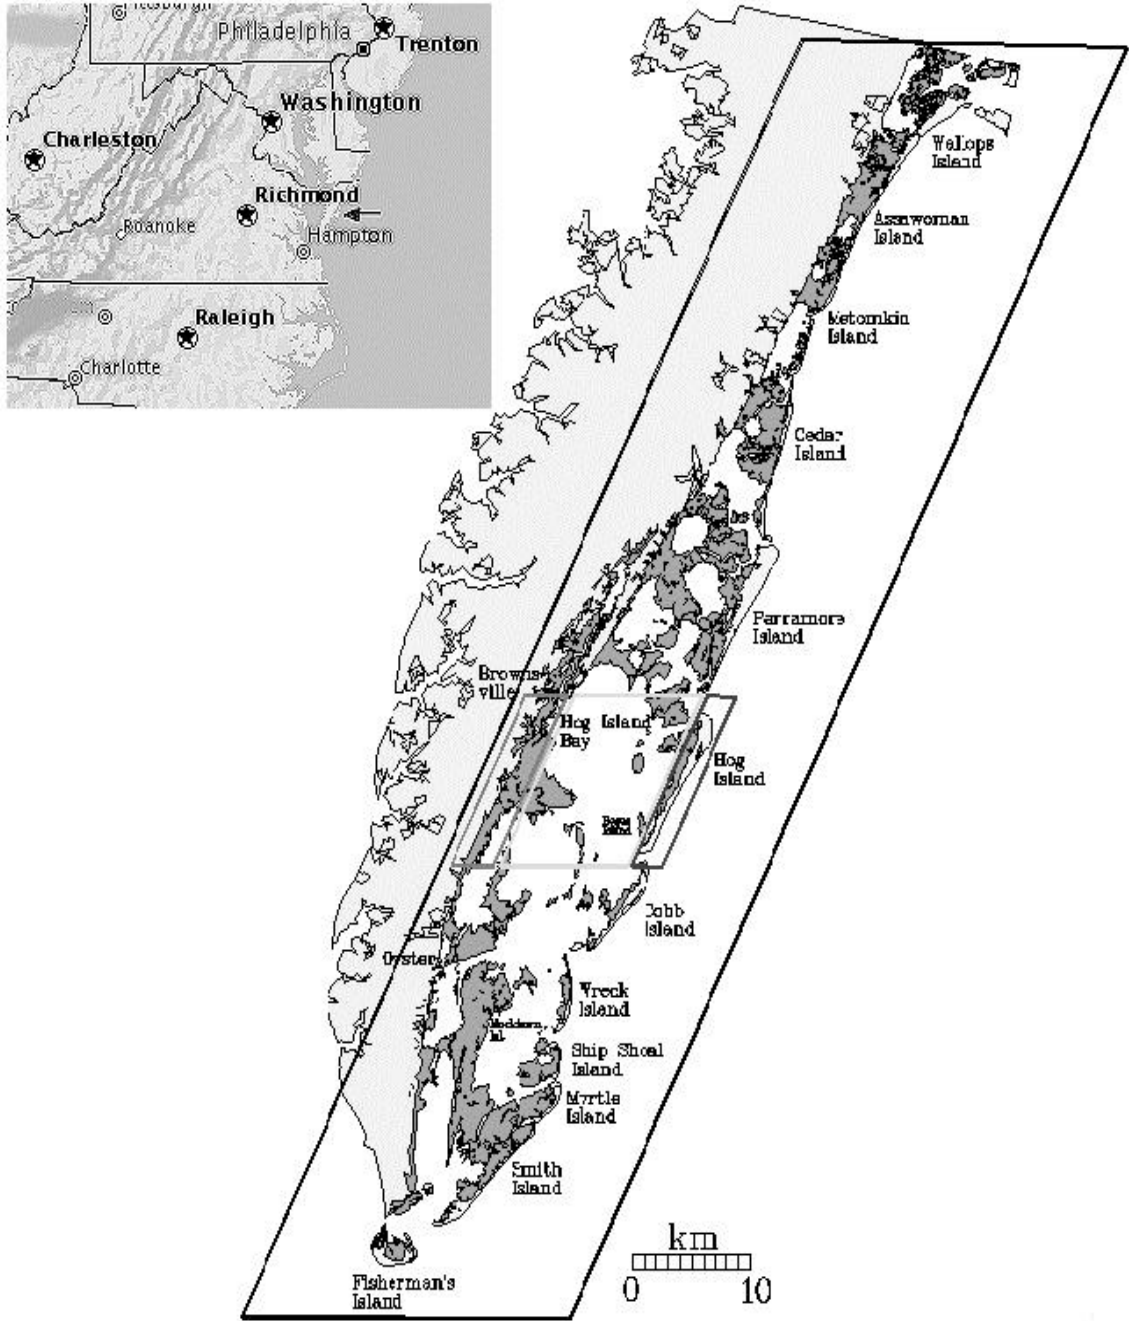 Philadelphia
Trenton
Washington
Charleston
Richmond
Roanoke
Hampton
Raleigh
Charlotte
Wallops
Island
Assawoman
Island
Metomkin
Island
Cedar
Island
Parramore
Island
Browns-
ville
Hog Island
Bay
Hog
Island
Cobb
Island
Oyster
Wreck
Island
Ship Shoal
Island
Myrtle
Island
Smith
Island
Fisherman's
Island
km
0 10